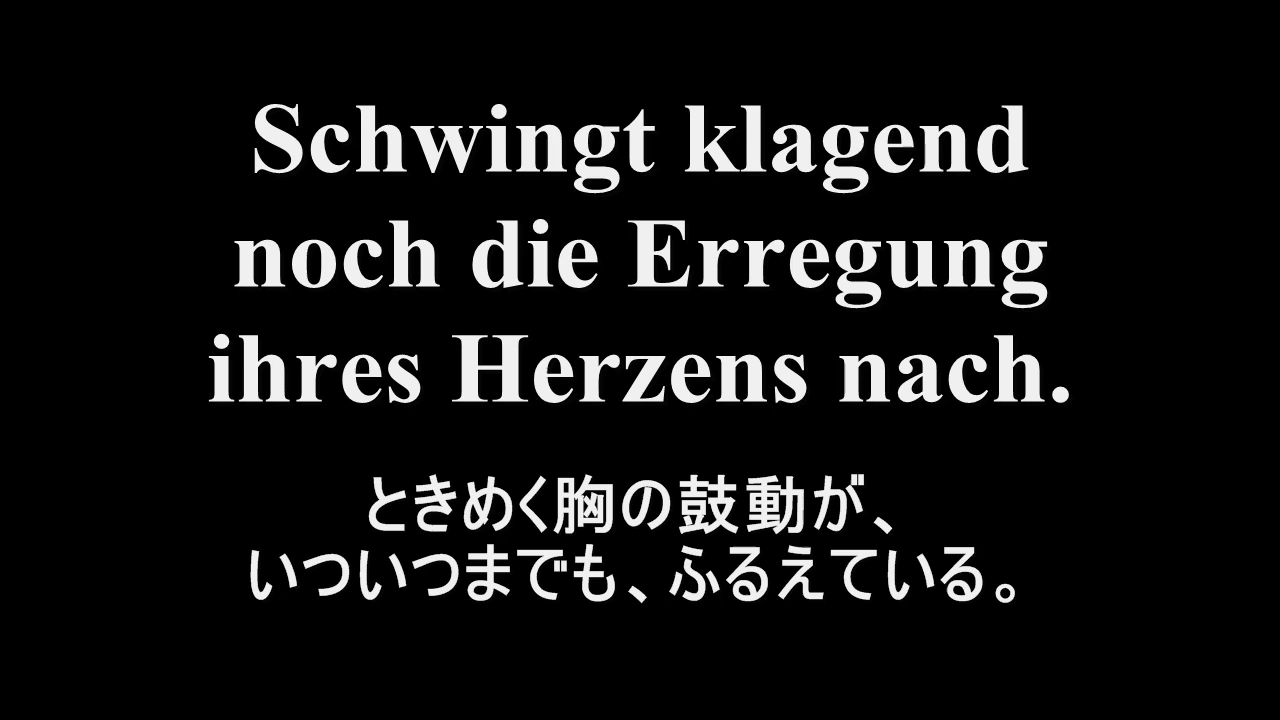 Schwingt klagend
noch die Erregung
ihres Herzens nach.
ときめく胸の鼓動が、
いついつまでも、ふるえている。